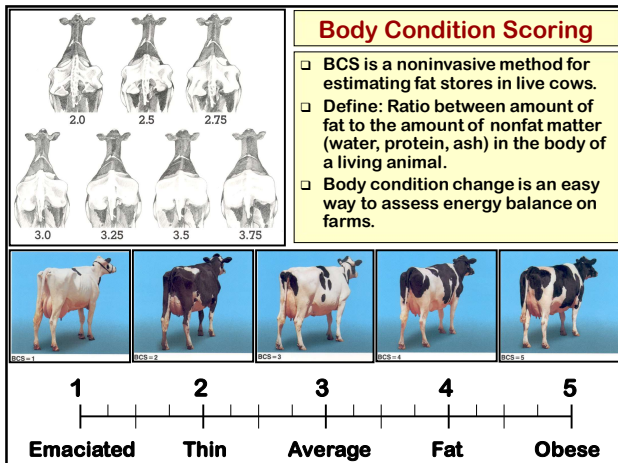 Body Condition Scoring
❑ BCS is a noninvasive method for
estimating fat stores in live cows.
❑ Define: Ratio between amount of
fat to the amount of nonfat matter
(water, protein, ash) in the body of
a living animal.
❑ Body condition change is an easy
way to assess energy balance on
farms.
2.0 2.5 2.75
3.0 3.25 3.5 3.75
BCS=1 BCS=2 BCS=3 BCS=4 BCS=5
1 2 3 4 5
Emaciated Thin Average Fat Obese